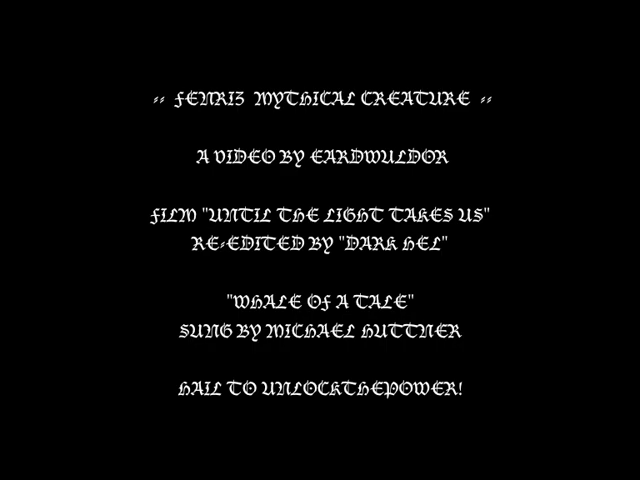 -- FENRIZ MYTHICAL CREATURE --
A VIDEO BY EARDWULDOR
FILM "UNTIL THE LIGHT TAKES US"
RE-EDITED BY "DARK HEL"
"WHALE OF A TALE"
SUNG BY MICHAEL HUTTNER
HAIL TO UNLOCKTHEPOWER!